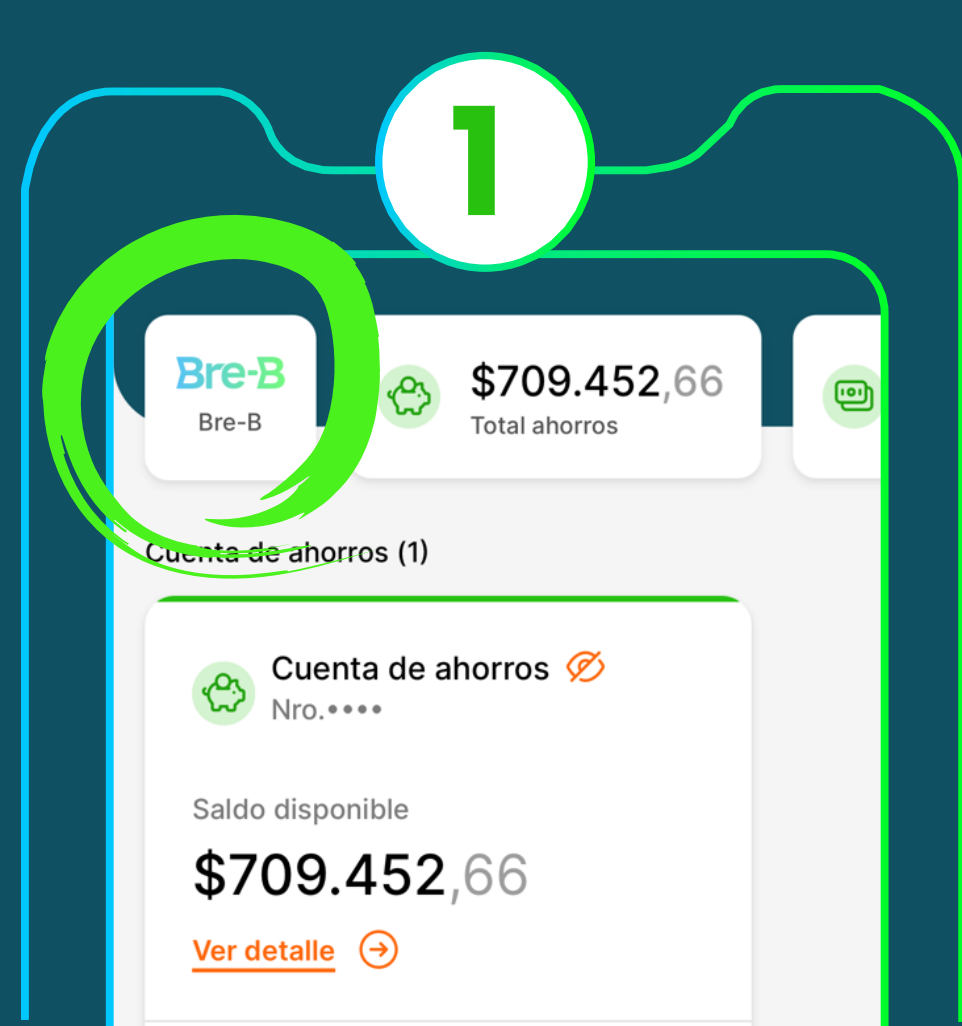 1
Bre-B
Bre-B
$709.452,66
Total ahorros
Cuenta de ahorros (1)
Cuenta de ahorros
Nro.••••
Saldo disponible
$709.452,66
Ver detalle